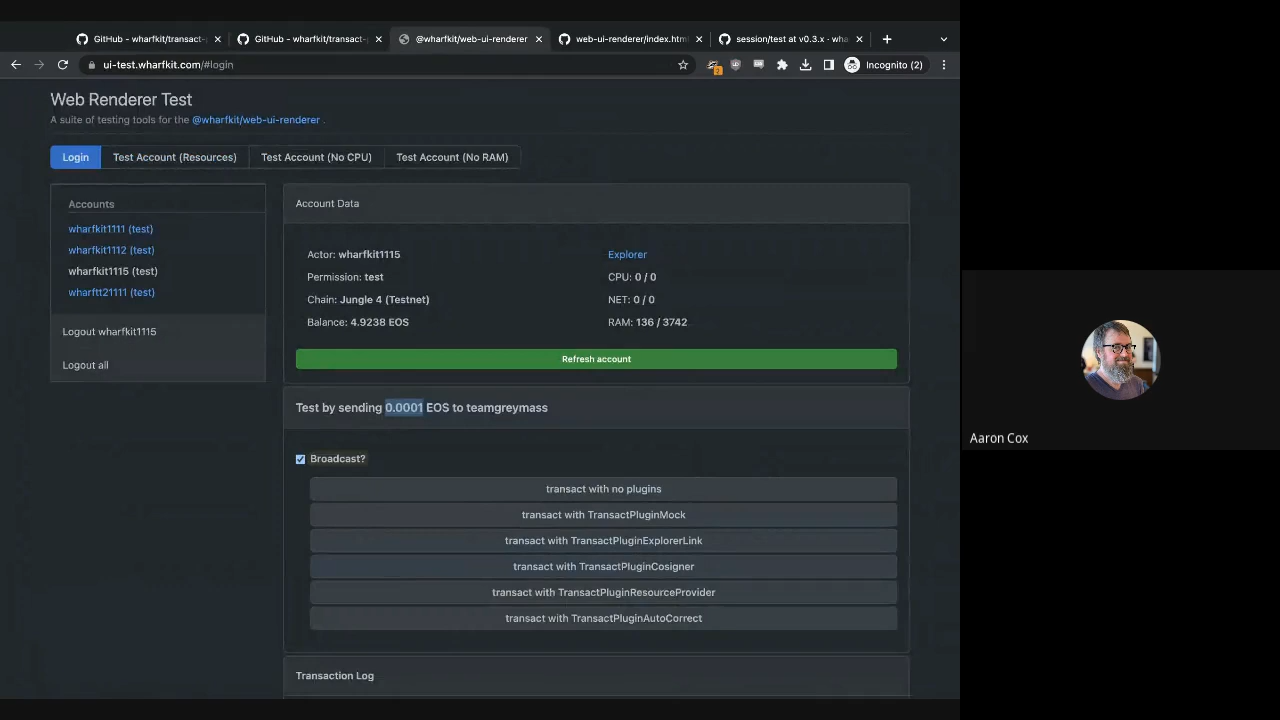 GitHub - wharfkit/transact-
GitHub - wharfkit/transact-
@wharfkit/web-ui-renderer
web-ui-renderer/index.htm
session/test at v0.3.x · wha
ui-test.wharfkit.com/#login
2
Incognito (2)
Web Renderer Test
A suite of testing tools for the @wharfkit/web-ui-renderer .
Login
Test Account (Resources)
Test Account (No CPU)
Test Account (No RAM)
Accounts
wharfkit1111 (test)
wharfkit1112 (test)
wharfkit1115 (test)
wharftt21111 (test)
Logout wharfkit1115
Logout all
Account Data
Actor: wharfkit1115
Explorer
Permission: test
CPU: 0 / 0
Chain: Jungle 4 (Testnet)
NET: 0 / 0
Balance: 4.9238 EOS
RAM: 136 / 3742
Refresh account
Test by sending 0.0001 EOS to teamgreymass
Broadcast?
transact with no plugins
transact with TransactPluginMock
transact with TransactPluginExplorerLink
transact with TransactPluginCosigner
transact with TransactPluginResourceProvider
transact with TransactPluginAutoCorrect
Transaction Log
Aaron Cox